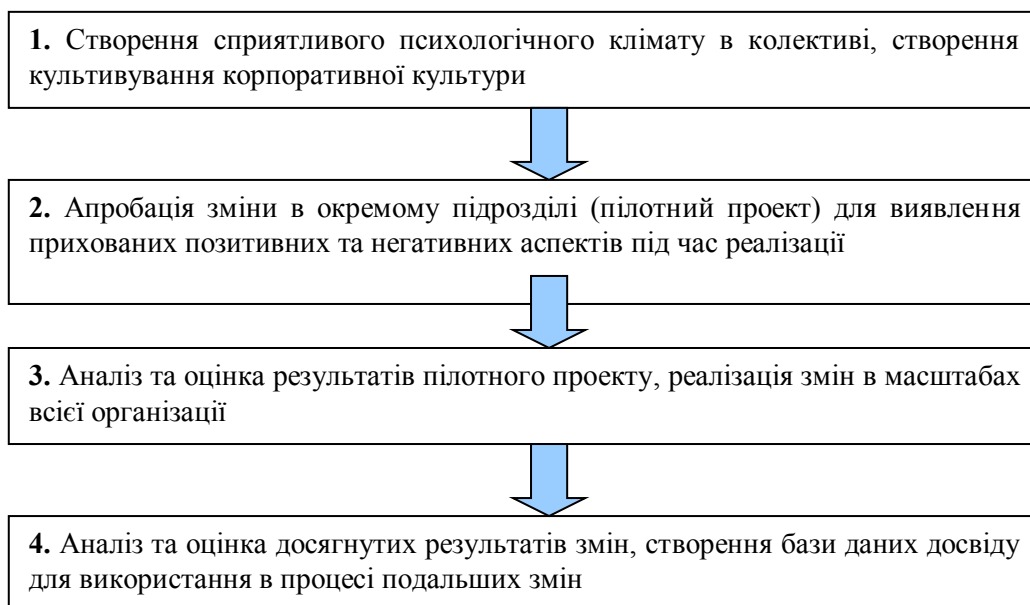 1. Створення сприятливого психологічного клімату в колективі, створення
культивування корпоративної культури
2. Апробація зміни в окремому підрозділі (пілотний проект) для виявлення
прихованих позитивних та негативних аспектів під час реалізації
3. Аналіз та оцінка результатів пілотного проекту, реалізація змін в масштабах
всієї організації
4. Аналіз та оцінка досягнутих результатів змін, створення бази даних досвіду
для використання в процесі подальших змін